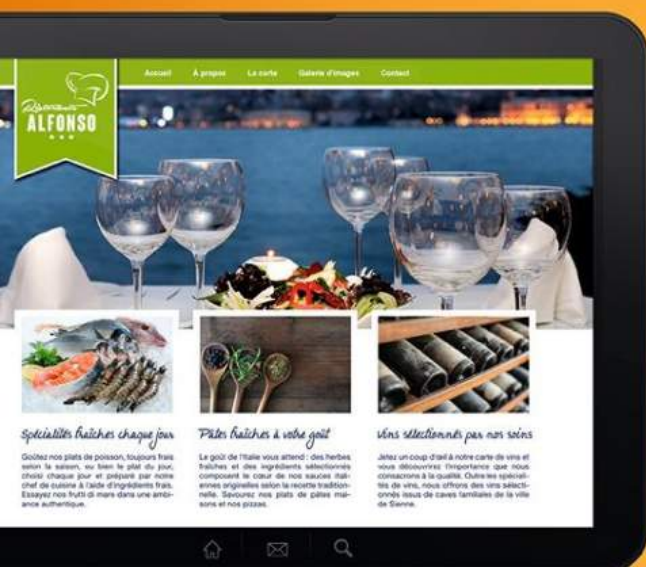 Accueil À propos La carte Galerie d'images Contact
Ristorante
ALFONSO
Spécialités fraîches chaque jour
Goûtez nos plats de poisson, toujours frais
selon la saison, ou bien le plat du jour,
choisi chaque jour et préparé par notre
chef de cuisine à l'aide d'ingrédients frais.
Essayez nos frutti di mare dans une ambi-
ance authentique.
Pâtes fraîches à votre goût
Le goût de l'Italie vous attend : des herbes
fraîches et des ingrédients sélectionnés
composent le cœur de nos sauces itali-
ennes originelles selon la recette tradition-
nelle. Savourez nos plats de pâtes mai-
sons et nos pizzas.
Vins sélectionnés par nos soins
Jetez un coup d'œil à notre carte de vins et
vous découvrirez l'importance que nous
consacrons à la qualité. Outre les spéciali-
tés de vins, nous offrons des vins sélecti-
onnés issus de caves familiales de la ville
de Sienne.